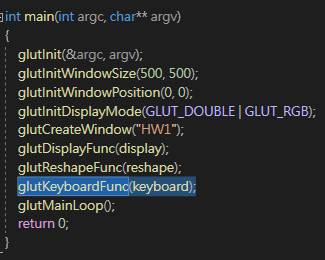 int main(int argc, char** argv)
{
glutInit(&argc, argv);
glutInitWindowSize(500, 500);
glutInitWindowPosition(0, 0);
glutInitDisplayMode(GLUT_DOUBLE | GLUT_RGB);
glutCreateWindow("HW1");
glutDisplayFunc(display);
glutReshapeFunc(reshape);
glutKeyboardFunc(keyboard);
glutMainLoop();
return 0;
}